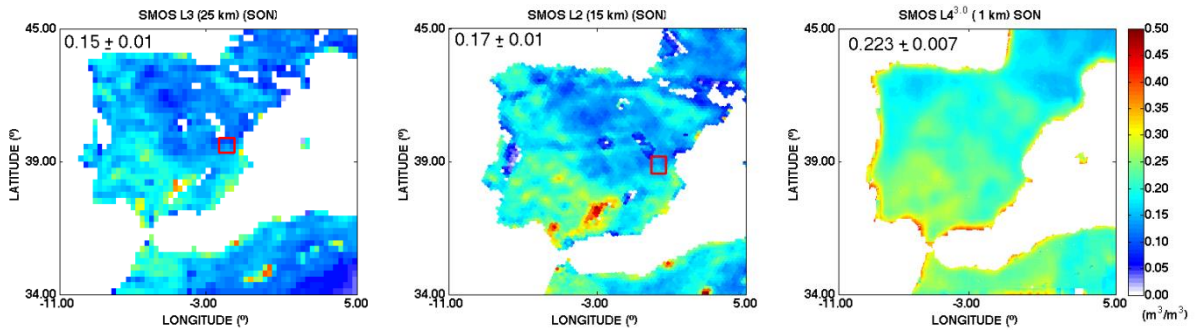 SMOS L3 (25 km) (SON)
45.00
0.15 ± 0.01
LATITUDE (º)
39.00
34.00
-11.00
-3.00
5.00
LONGITUDE (º)
SMOS L2 (15 km) (SON)
45.00
0.17 ± 0.01
LATITUDE (º)
39.00
34.00
-11.00
-3.00
5.00
LONGITUDE (º)
SMOS L4^3.0 ( 1 km) SON
45.00
0.223 ± 0.007
LATITUDE (º)
39.00
34.00
-11.00
-3.00
5.00
LONGITUDE (º)
0.50
0.45
0.40
0.35
0.30
0.25
0.20
0.15
0.10
0.05
0.00
(m³/m³)